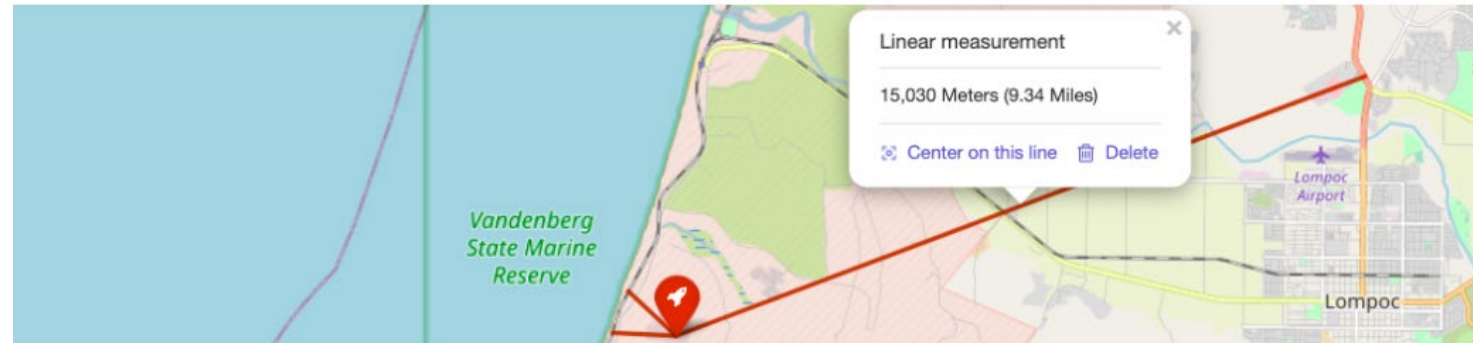 Linear measurement
15,030 Meters (9.34 Miles)
Center on this line
Delete
Vandenberg
State Marine
Reserve
Lompoc
Airport
Lompoc